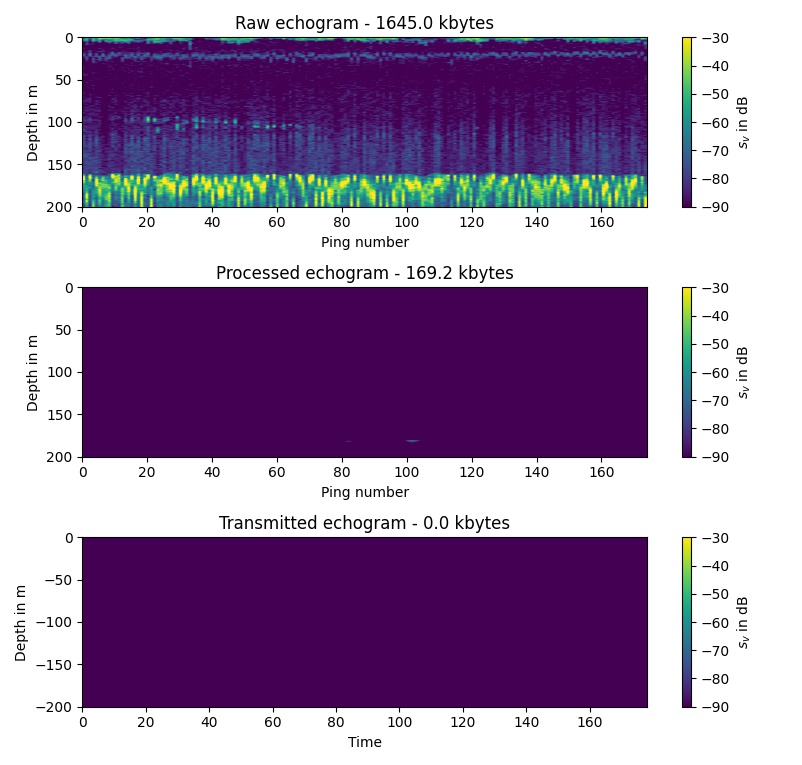 Raw echogram - 1645.0 kbytes
Depth in m
0
50
100
150
200
0 20 40 60 80 100 120 140 160
Ping number
−30
−40
−50
−60
−70
−80
−90
s_v in dB
Processed echogram - 169.2 kbytes
Depth in m
0
50
100
150
200
0 20 40 60 80 100 120 140 160
Ping number
−30
−40
−50
−60
−70
−80
−90
s_v in dB
Transmitted echogram - 0.0 kbytes
Depth in m
0
−50
−100
−150
−200
0 20 40 60 80 100 120 140 160
Time
−30
−40
−50
−60
−70
−80
−90
s_v in dB